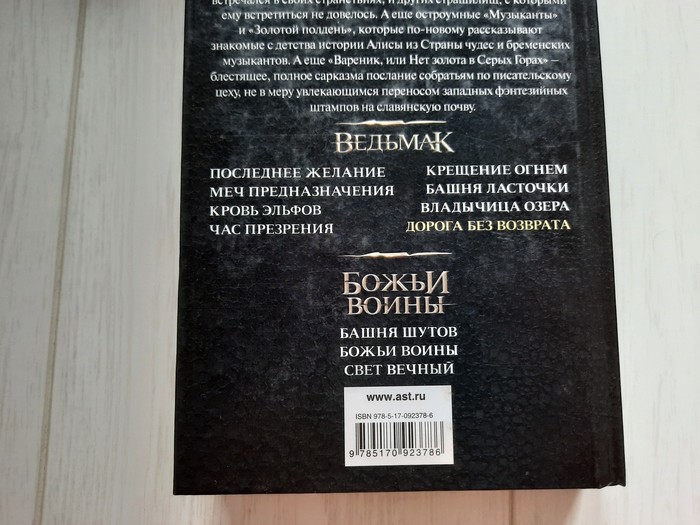 встречался в своих странствиях, и других страшилищ, с которыми
ему встретиться не довелось. А еще остроумные «Музыканты»
и «Золотой полдень», которые по-новому рассказывают
знакомые с детства истории Алисы из Страны чудес и бременских
музыкантов. А еще «Вареник, или Нет золота в Серых Горах» –
блестящее, полное сарказма послание собратьям по писательскому
цеху, не в меру увлекающимся переносом западных фэнтезийных
штампов на славянскую почву.
ВЕДЬМАК
ПОСЛЕДНЕЕ ЖЕЛАНИЕ
МЕЧ ПРЕДНАЗНАЧЕНИЯ
КРОВЬ ЭЛЬФОВ
ЧАС ПРЕЗРЕНИЯ
КРЕЩЕНИЕ ОГНЕМ
БАШНЯ ЛАСТОЧКИ
ВЛАДЫЧИЦА ОЗЕРА
ДОРОГА БЕЗ ВОЗВРАТА
БОЖЬИ
ВОИНЫ
БАШНЯ ШУТОВ
БОЖЬИ ВОИНЫ
СВЕТ ВЕЧНЫЙ
www.ast.ru
ISBN 978-5-17-092378-6
9 785170 923786